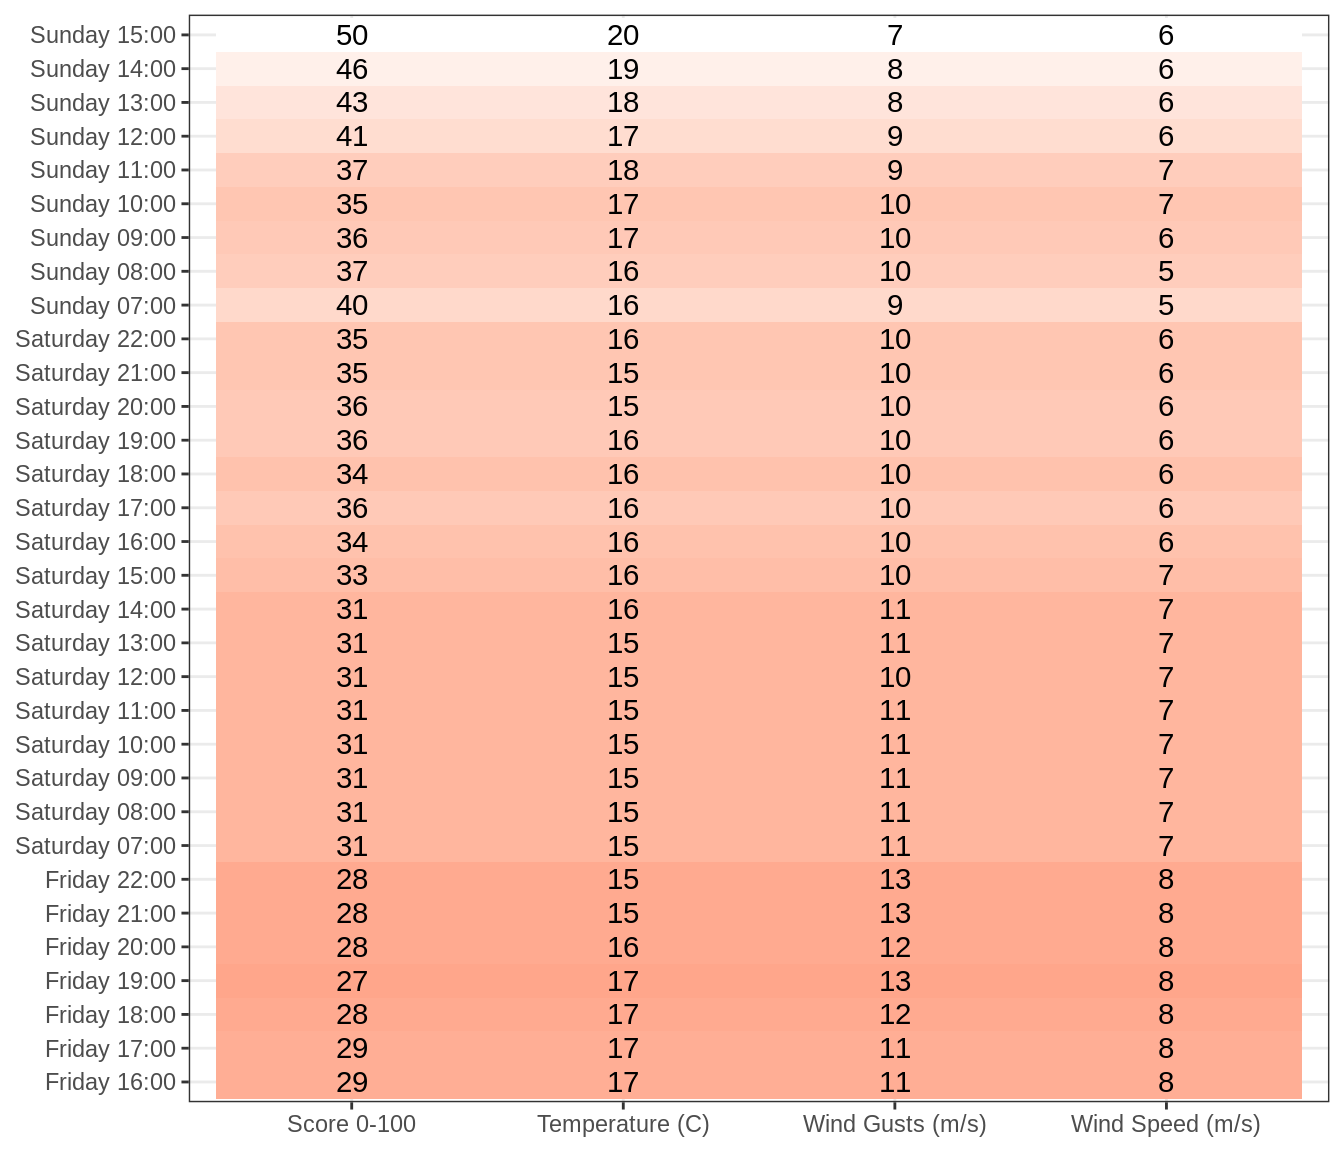 Sunday 15:00 50 20 7 6
Sunday 14:00 46 19 8 6
Sunday 13:00 43 18 8 6
Sunday 12:00 41 17 9 6
Sunday 11:00 37 18 9 7
Sunday 10:00 35 17 10 7
Sunday 09:00 36 17 10 6
Sunday 08:00 37 16 10 5
Sunday 07:00 40 16 9 5
Saturday 22:00 35 16 10 6
Saturday 21:00 35 15 10 6
Saturday 20:00 36 15 10 6
Saturday 19:00 36 16 10 6
Saturday 18:00 34 16 10 6
Saturday 17:00 36 16 10 6
Saturday 16:00 34 16 10 6
Saturday 15:00 33 16 10 7
Saturday 14:00 31 16 11 7
Saturday 13:00 31 15 11 7
Saturday 12:00 31 15 10 7
Saturday 11:00 31 15 11 7
Saturday 10:00 31 15 11 7
Saturday 09:00 31 15 11 7
Saturday 08:00 31 15 11 7
Saturday 07:00 31 15 11 7
Friday 22:00 28 15 13 8
Friday 21:00 28 15 13 8
Friday 20:00 28 16 12 8
Friday 19:00 27 17 13 8
Friday 18:00 28 17 12 8
Friday 17:00 29 17 11 8
Friday 16:00 29 17 11 8
Score 0-100 Temperature (C) Wind Gusts (m/s) Wind Speed (m/s)